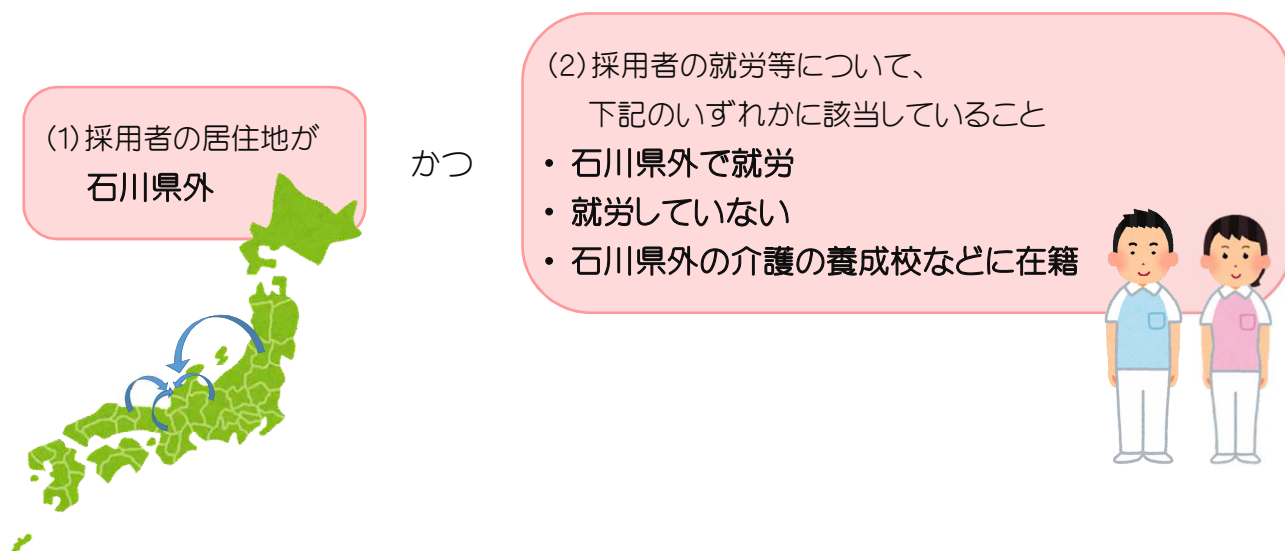 (1)採用者の居住地が
石川県外
かつ
(2)採用者の就労等について、
下記のいずれかに該当していること
・ 石川県外で就労
・ 就労していない
・ 石川県外の介護の養成校などに在籍